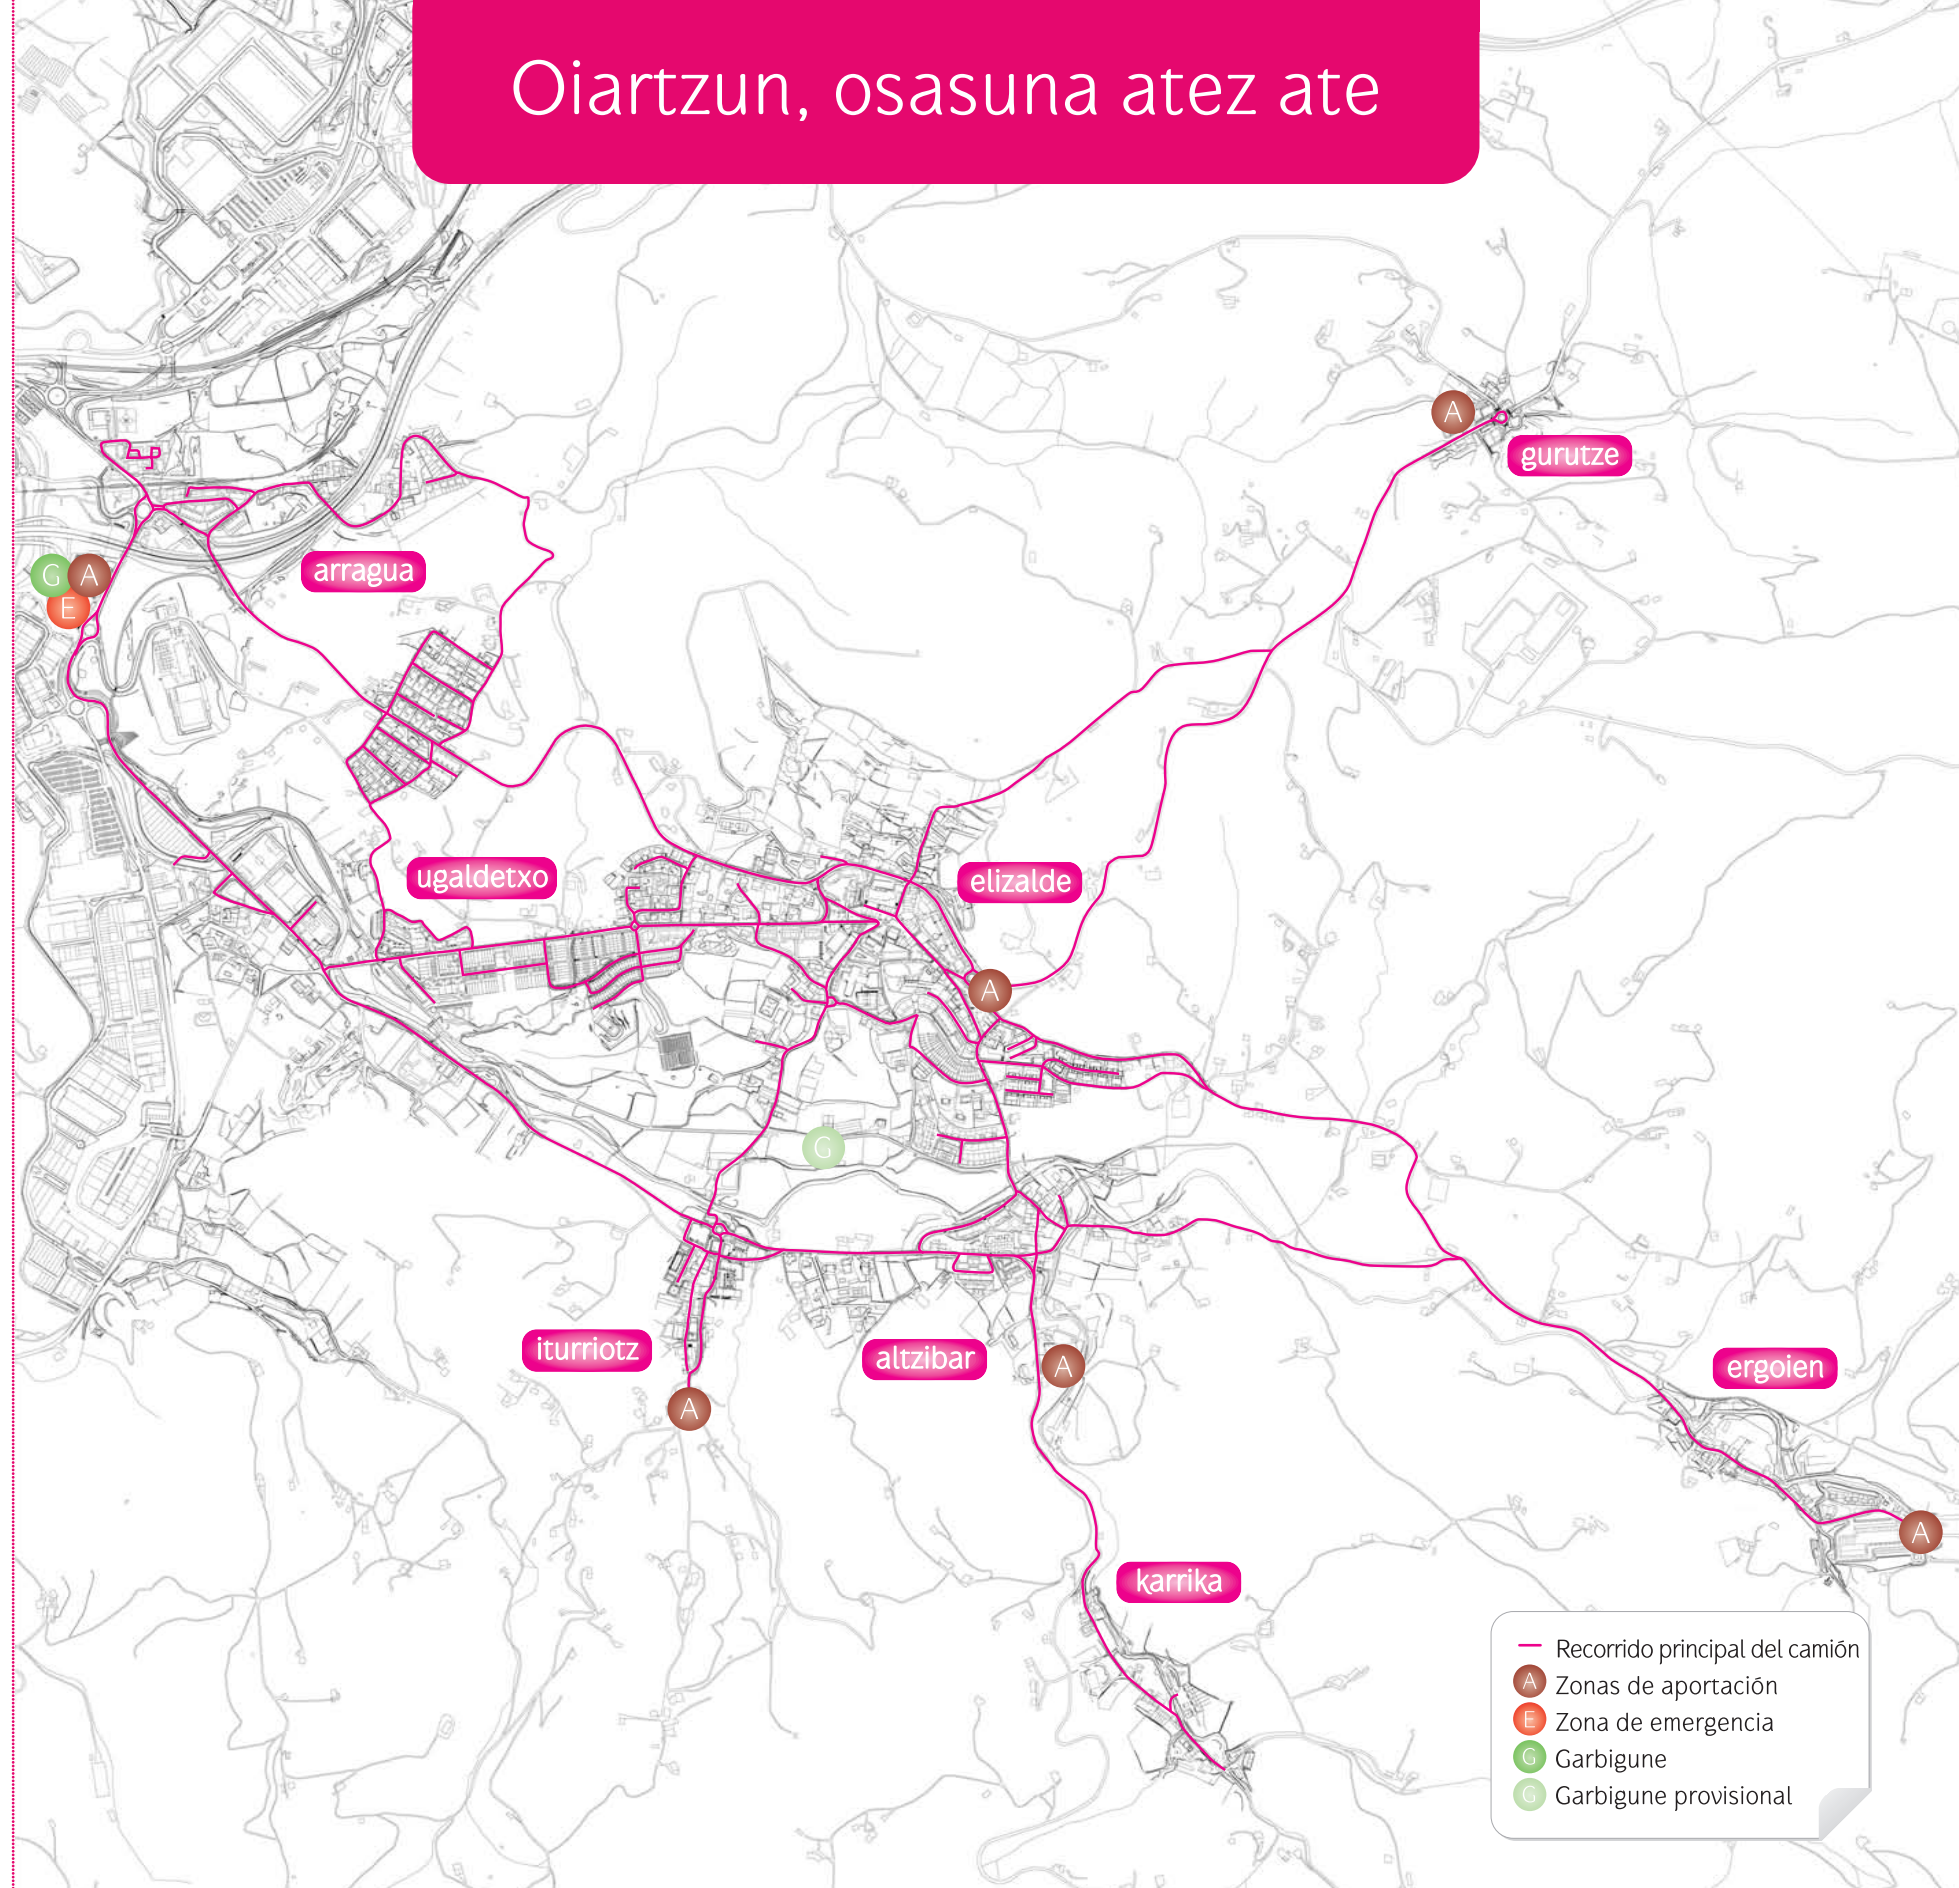 Oiartzun, osasuna atez ate
A
gurutze
G A
arragua
E
ugaldetxo
elizalde
A
G
iturriotz
altzibar
A
ergoien
A
A
karrika
Recorrido principal del camión
A Zonas de aportación
E Zona de emergencia
G Garbigune
G Garbigune provisional